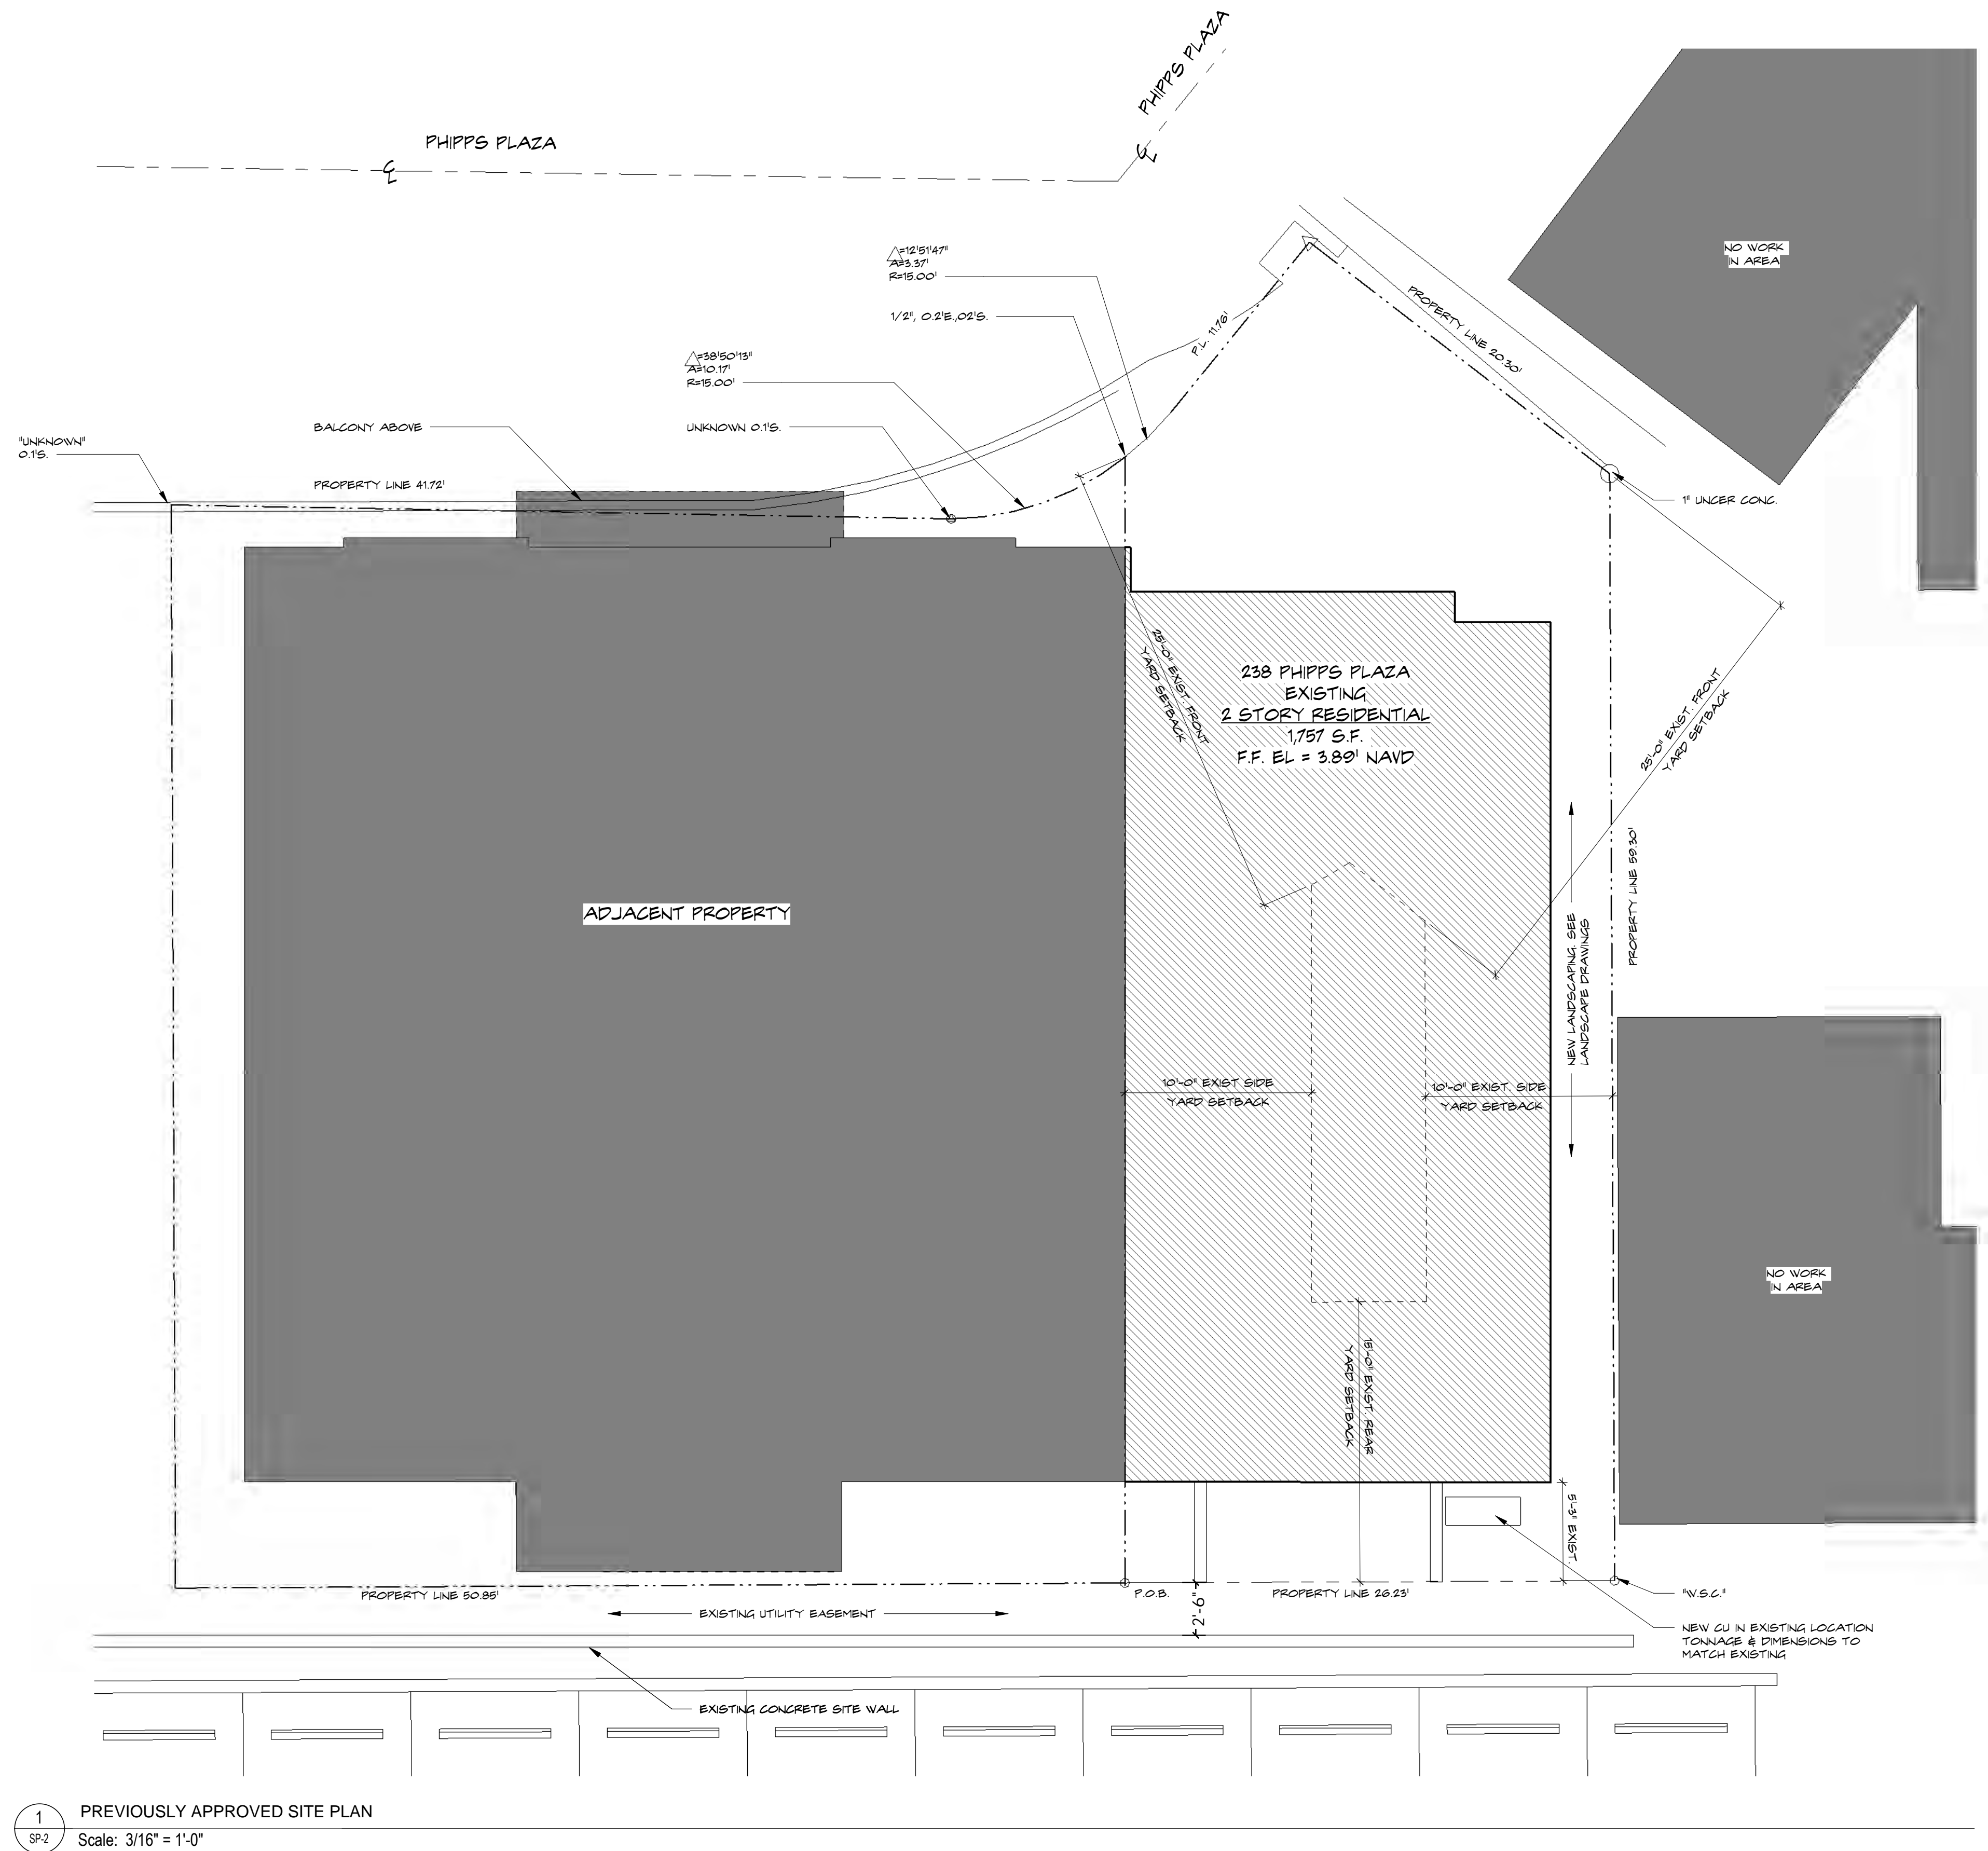 PHIPPS PLAZA
PHIPPS PLAZA
℄
℄
NO WORK
IN AREA
△=12°51'47"
A=3.37'
R=15.00'
1/2", 0.2'E.,02'S.
P.L. 11.76'
PROPERTY LINE 20.30'
△=38°50'13"
A=10.17'
R=15.00'
UNKNOWN 0.1'S.
BALCONY ABOVE
"UNKNOWN"
0.1'S.
PROPERTY LINE 41.72'
1" UNCER CONC.
25'-0" EXIST. FRONT
YARD SETBACK
238 PHIPPS PLAZA
EXISTING
2 STORY RESIDENTIAL
1,757 S.F.
F.F. EL = 3.89' NAVD
25'-0" EXIST. FRONT
YARD SETBACK
ADJACENT PROPERTY
PROPERTY LINE 59.30'
NEW LANDSCAPING. SEE
LANDSCAPE DRAWINGS
10'-0" EXIST SIDE
YARD SETBACK
10'-0" EXIST. SIDE
YARD SETBACK
NO WORK
IN AREA
15'-0" EXIST. REAR
YARD SETBACK
5'-3" EXIST.
PROPERTY LINE 50.85'
P.O.B.
PROPERTY LINE 26.23'
"W.S.C."
2'-6"
EXISTING UTILITY EASEMENT
NEW CU IN EXISTING LOCATION
TONNAGE & DIMENSIONS TO
MATCH EXISTING
EXISTING CONCRETE SITE WALL
1
SP-2
PREVIOUSLY APPROVED SITE PLAN
Scale: 3/16" = 1'-0"